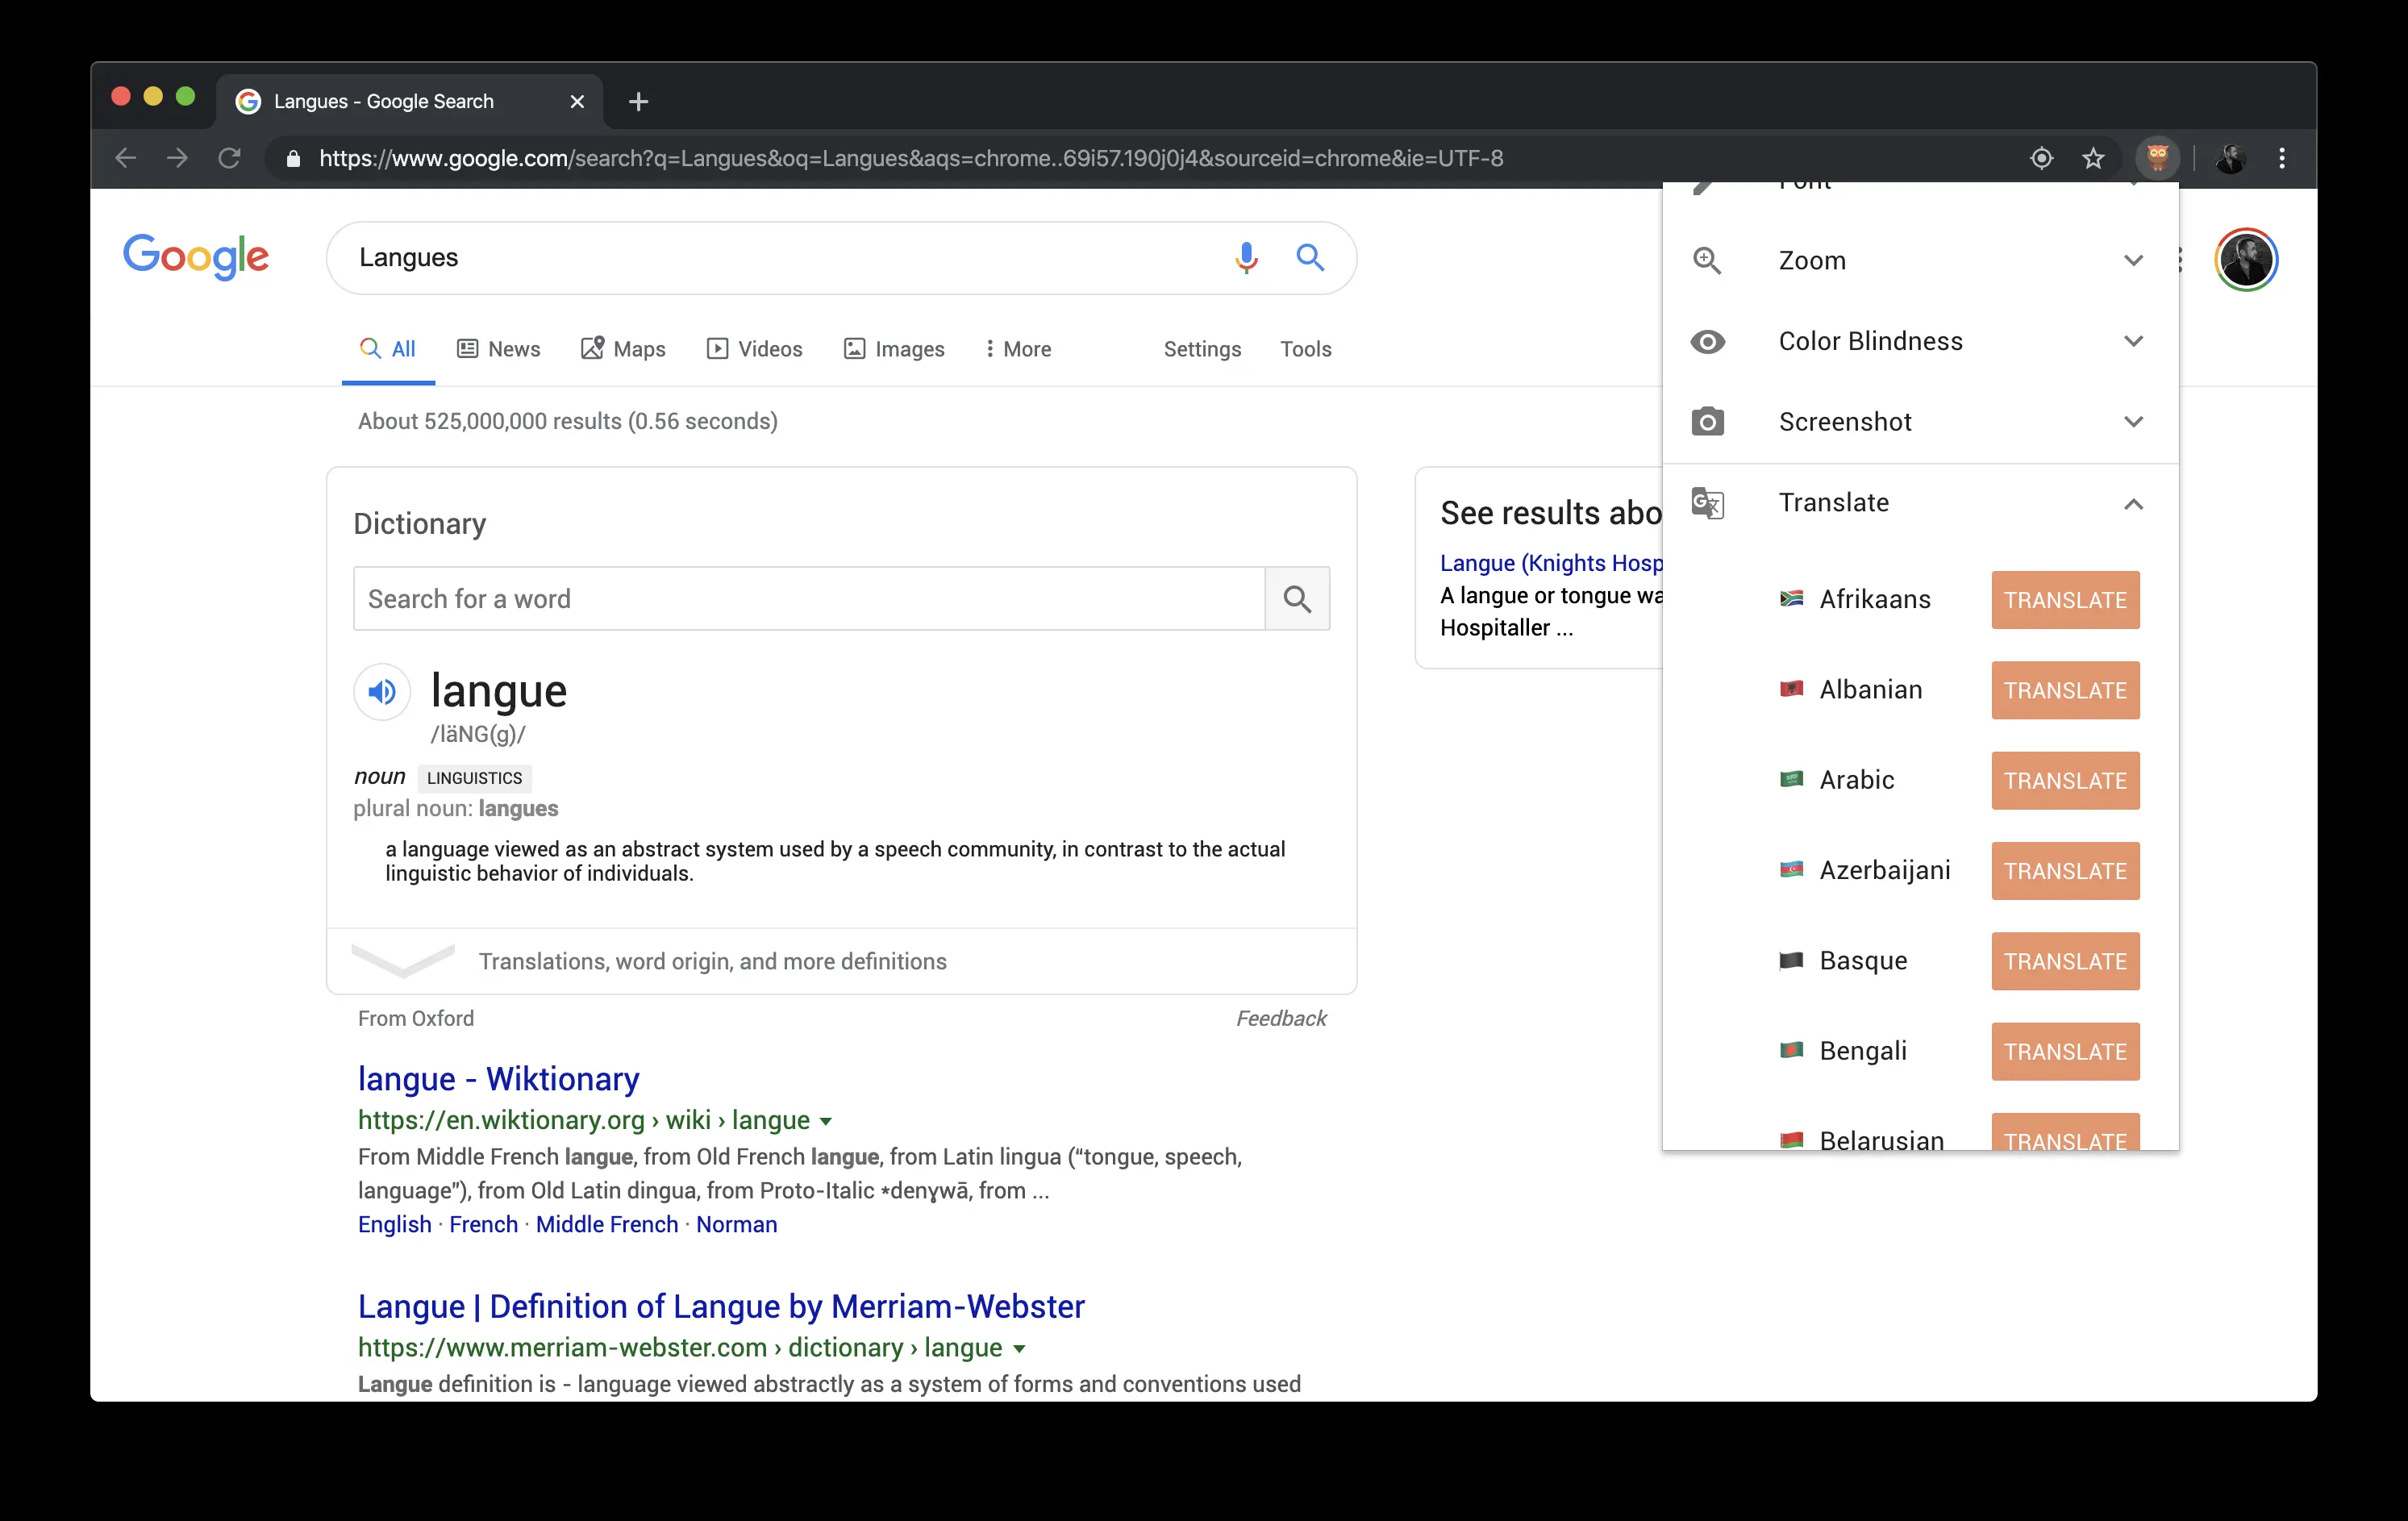 Langues - Google Search
https://www.google.com/search?q=Langues&oq=Langues&aqs=chrome..69i57.190j0j4&sourceid=chrome&ie=UTF-8
Google
Langues
All
News
Maps
Videos
Images
More
Settings
Tools
About 525,000,000 results (0.56 seconds)
Dictionary
Search for a word
langue
/läNG(g)/
noun LINGUISTICS
plural noun: langues
a language viewed as an abstract system used by a speech community, in contrast to the actual
linguistic behavior of individuals.
Translations, word origin, and more definitions
From Oxford
Feedback
langue - Wiktionary
https://en.wiktionary.org › wiki › langue
From Middle French langue, from Old French langue, from Latin lingua (“tongue, speech,
language”), from Old Latin dingua, from Proto-Italic *denɣwā, from ...
English · French · Middle French · Norman
Langue | Definition of Langue by Merriam-Webster
https://www.merriam-webster.com › dictionary › langue
Langue definition is - language viewed abstractly as a system of forms and conventions used
See results abo
Langue (Knights Hosp
A langue or tongue wa
Hospitaller ...
Font
Zoom
Color Blindness
Screenshot
Translate
Afrikaans TRANSLATE
Albanian TRANSLATE
Arabic TRANSLATE
Azerbaijani TRANSLATE
Basque TRANSLATE
Bengali TRANSLATE
Belarusian TRANSLATE